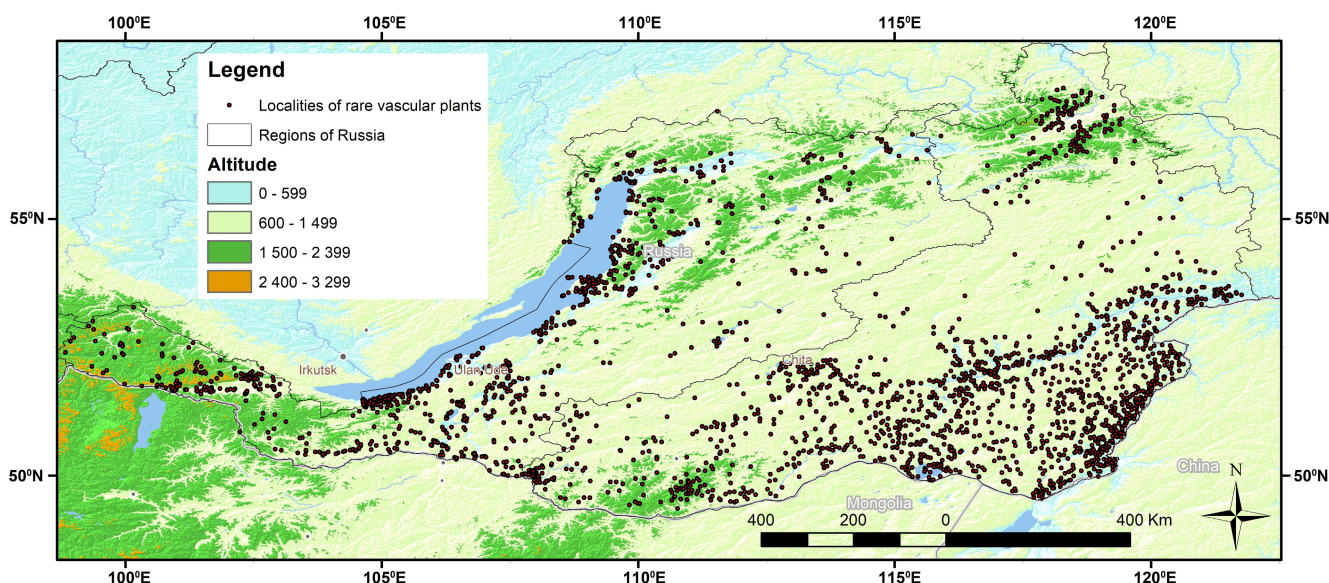 100⁰E 105⁰E 110⁰E 115⁰E 120⁰E
Legend
Localities of rare vascular plants
Regions of Russia
Altitude
0 - 599
600 - 1 499
1 500 - 2 399
2 400 - 3 299
55⁰N 55⁰N
Russia
Irkutsk
Ulan Ude
Chita
50⁰N 50⁰N
China
N
Mongolia
400 200 0 400 Km
100⁰E 105⁰E 110⁰E 115⁰E 120⁰E